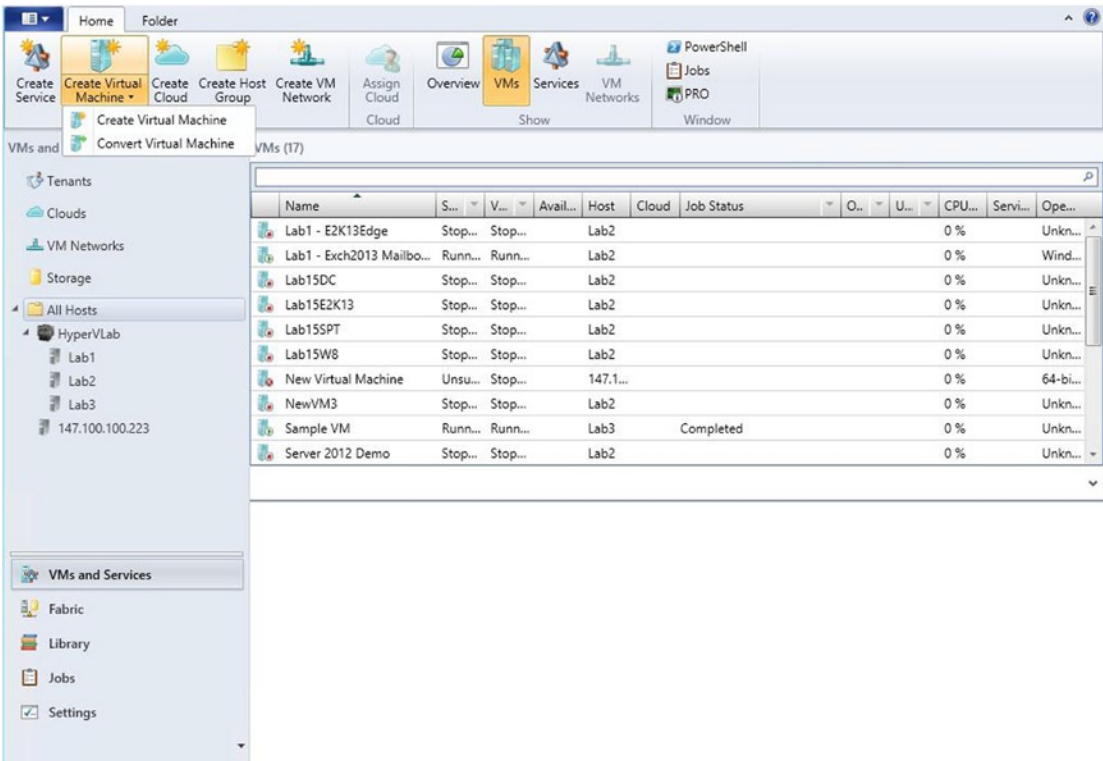 Home Folder
Create Service
Create Virtual Machine
Create Cloud
Create Host Group
Create VM Network
Assign Cloud
Overview
VMs
Services
VM Networks
PowerShell
Jobs
PRO
Cloud
Show
Window
Create Virtual Machine
Convert Virtual Machine
VMs and
VMs (17)
Tenants
Clouds
VM Networks
Storage
All Hosts
HyperVLab
Lab1
Lab2
Lab3
147.100.100.223
Name S... V... Avail... Host Cloud Job Status O... U... CPU... Servi... Ope...
Lab1 - E2K13Edge Stop... Stop... Lab2 0 % Unkn...
Lab1 - Exch2013 Mailbo... Runn... Runn... Lab2 0 % Wind...
Lab15DC Stop... Stop... Lab2 0 % Unkn...
Lab15E2K13 Stop... Stop... Lab2 0 % Unkn...
Lab15SPT Stop... Stop... Lab2 0 % Unkn...
Lab15W8 Stop... Stop... Lab2 0 % Unkn...
New Virtual Machine Unsu... Stop... 147.1... 0 % 64-bi...
NewVM3 Stop... Stop... Lab2 0 % Unkn...
Sample VM Runn... Runn... Lab3 Completed 0 % Unkn...
Server 2012 Demo Stop... Stop... Lab2 0 % Unkn...
VMs and Services
Fabric
Library
Jobs
Settings